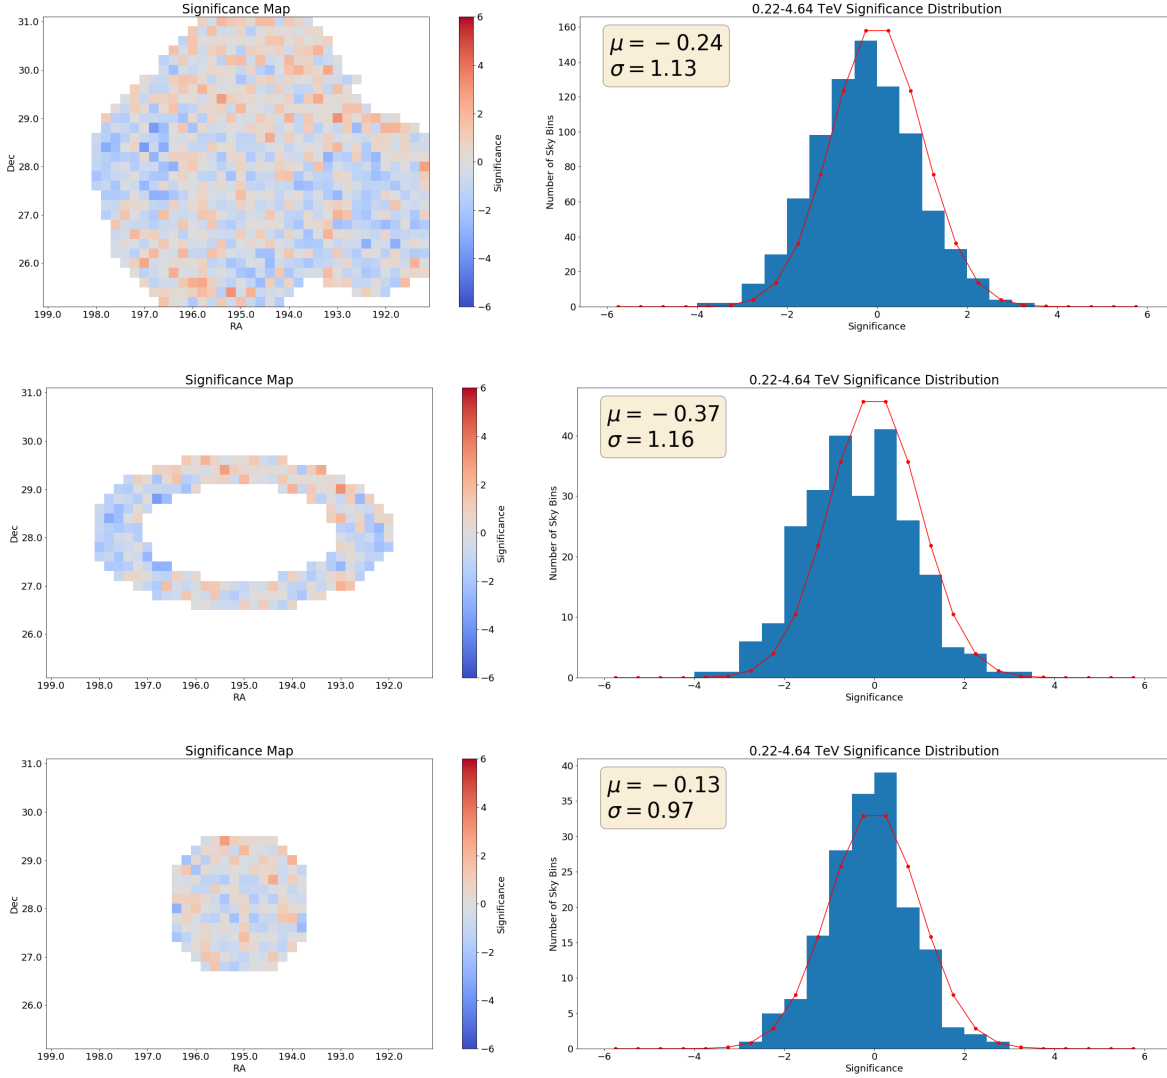 Significance Map
31.0
30.0
29.0
28.0
27.0
26.0
Dec
199.0 198.0 197.0 196.0 195.0 194.0 193.0 192.0
RA
6
4
2
0
−2
−4
−6
Significance
0.22-4.64 TeV Significance Distribution
μ = −0.24
σ = 1.13
160
140
120
100
80
60
40
20
0
Number of Sky Bins
−6 −4 −2 0 2 4 6
Significance
Significance Map
31.0
30.0
29.0
28.0
27.0
26.0
Dec
199.0 198.0 197.0 196.0 195.0 194.0 193.0 192.0
RA
6
4
2
0
−2
−4
−6
Significance
0.22-4.64 TeV Significance Distribution
μ = −0.37
σ = 1.16
40
30
20
10
0
Number of Sky Bins
−6 −4 −2 0 2 4 6
Significance
Significance Map
31.0
30.0
29.0
28.0
27.0
26.0
Dec
199.0 198.0 197.0 196.0 195.0 194.0 193.0 192.0
RA
6
4
2
0
−2
−4
−6
Significance
0.22-4.64 TeV Significance Distribution
μ = −0.13
σ = 0.97
40
35
30
25
20
15
10
5
0
Number of Sky Bins
−6 −4 −2 0 2 4 6
Significance